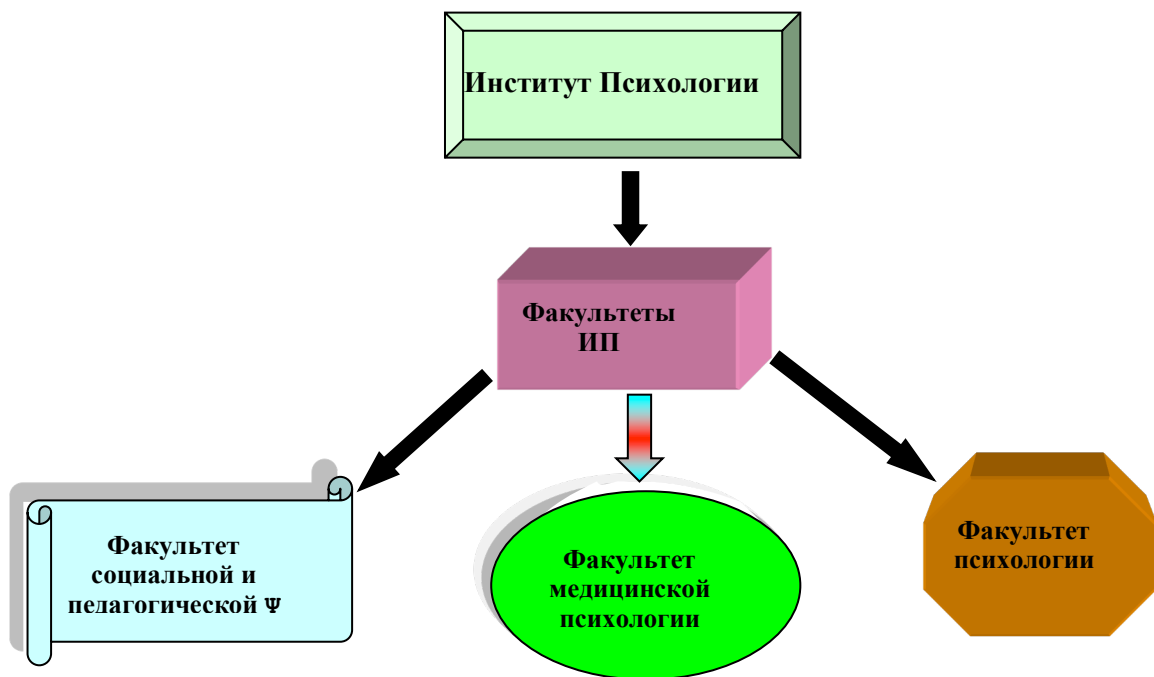 Институт Психологии
Факультеты
ИП
Факультет
социальной и
педагогической Ψ
Факультет
медицинской
психологии
Факультет
психологии